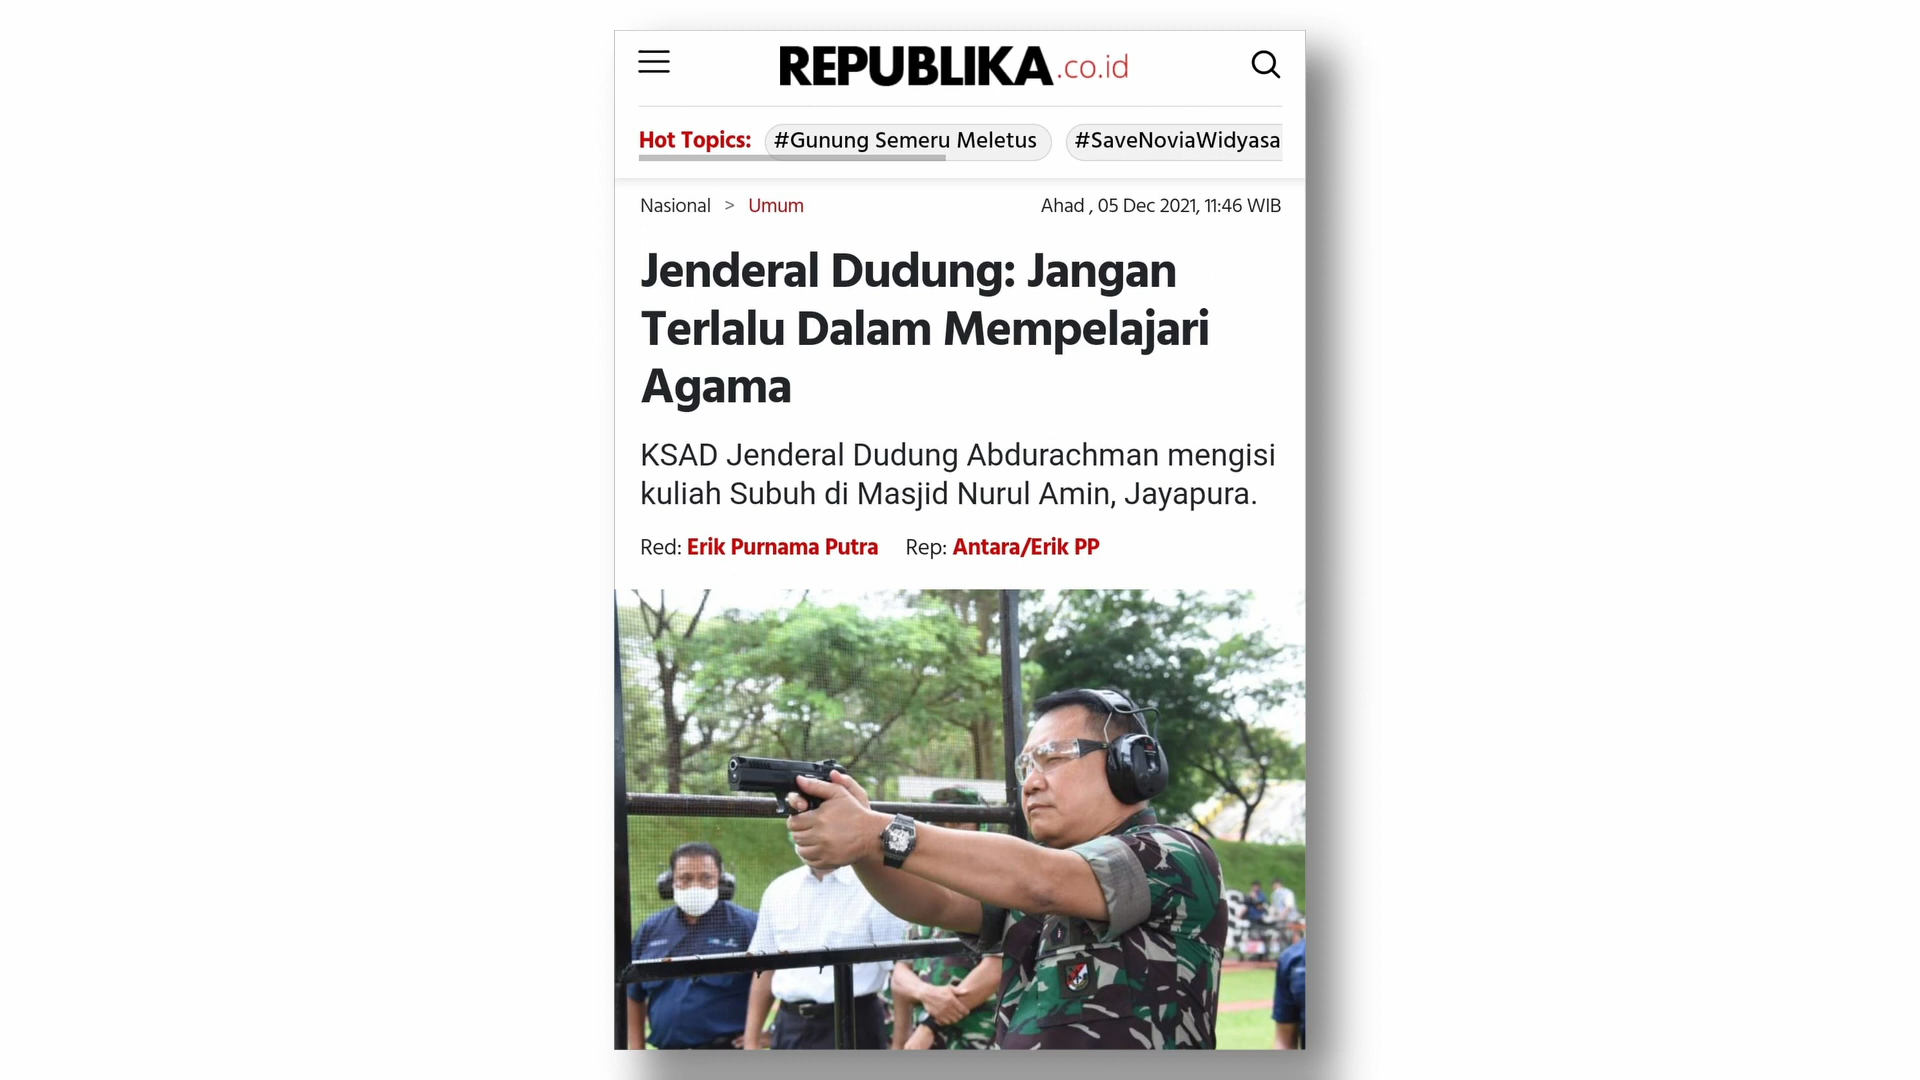 REPUBLIKA.co.id
Hot Topics: #Gunung Semeru Meletus #SaveNoviaWidyasa
Nasional > Umum Ahad , 05 Dec 2021, 11:46 WIB
Jenderal Dudung: Jangan
Terlalu Dalam Mempelajari
Agama
KSAD Jenderal Dudung Abdurachman mengisi
kuliah Subuh di Masjid Nurul Amin, Jayapura.
Red: Erik Purnama Putra Rep: Antara/Erik PP